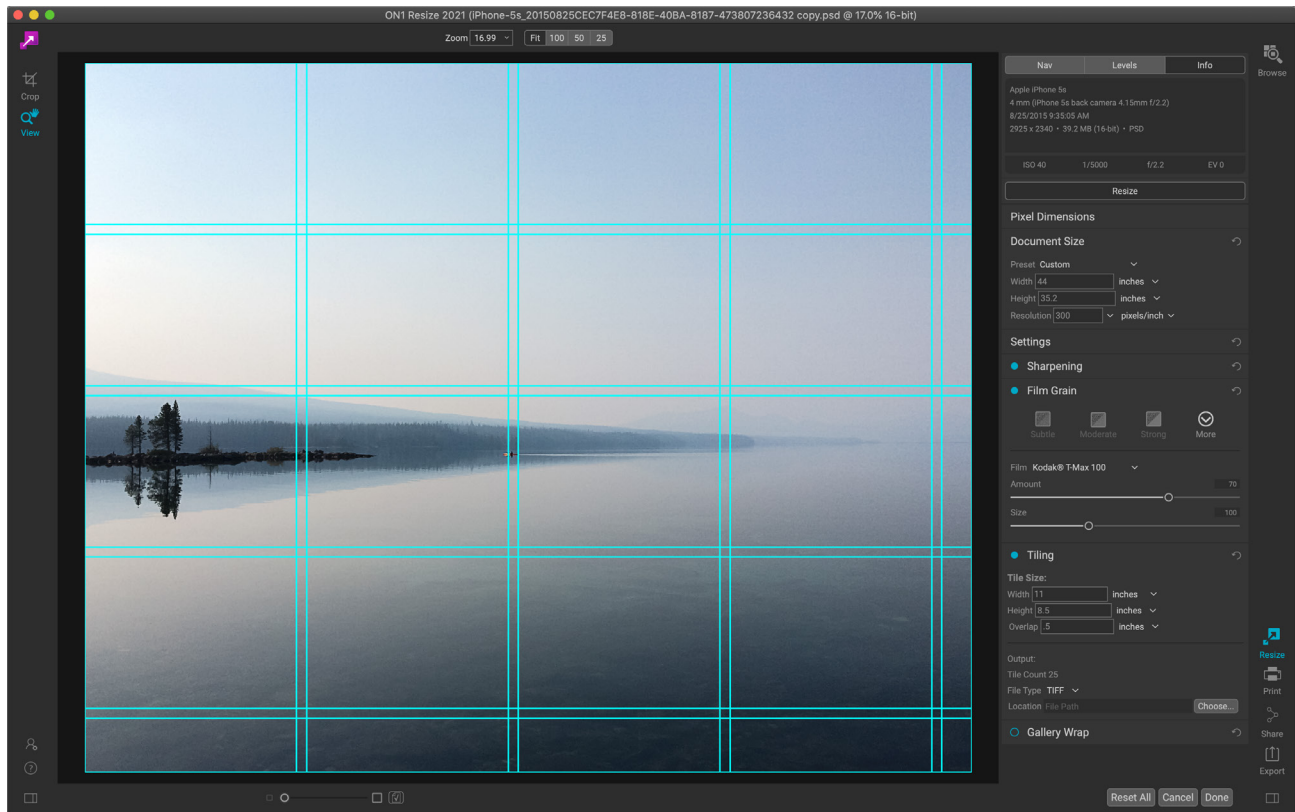 ON1 Resize 2021 (iPhone-5s_20150825CEC7F4E8-818E-40BA-8187-473807236432 copy.psd @ 17.0% 16-bit)
Zoom 16.99 Fit 100 50 25
Crop
View
Nav Levels Info
Apple iPhone 5s
4 mm (iPhone 5s back camera 4.15mm f/2.2)
8/25/2015 9:35:05 AM
2925 x 2340 • 39.2 MB (16-bit) • PSD
ISO 40 1/5000 f/2.2 EV 0
Resize
Pixel Dimensions
Document Size
Preset Custom
Width 44 inches
Height 35.2 inches
Resolution 300 pixels/inch
Settings
Sharpening
Film Grain
Subtle Moderate Strong More
Film Kodak® T-Max 100
Amount 70
Size 100
Tiling
Tile Size:
Width 11 inches
Height 8.5 inches
Overlap .5 inches
Output:
Tile Count 25
File Type TIFF
Location File Path Choose...
Gallery Wrap
Reset All Cancel Done
Browse
Resize
Print
Share
Export